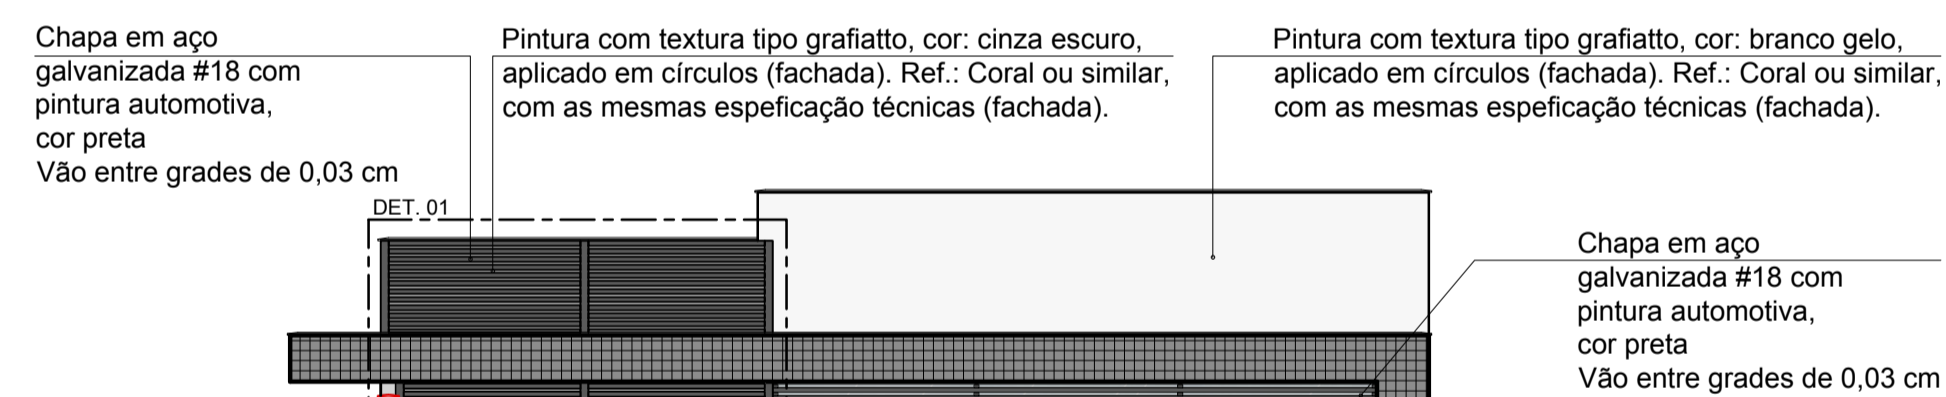 Chapa em aço
galvanizada #18 com
pintura automotiva,
cor preta
Vão entre grades de 0,03 cm
Pintura com textura tipo grafiatto, cor: cinza escuro,
aplicado em círculos (fachada). Ref.: Coral ou similar,
com as mesmas espeficação técnicas (fachada).
Pintura com textura tipo grafiatto, cor: branco gelo,
aplicado em círculos (fachada). Ref.: Coral ou similar,
com as mesmas espeficação técnicas (fachada).
DET. 01
Chapa em aço
galvanizada #18 com
pintura automotiva,
cor preta
Vão entre grades de 0,03 cm